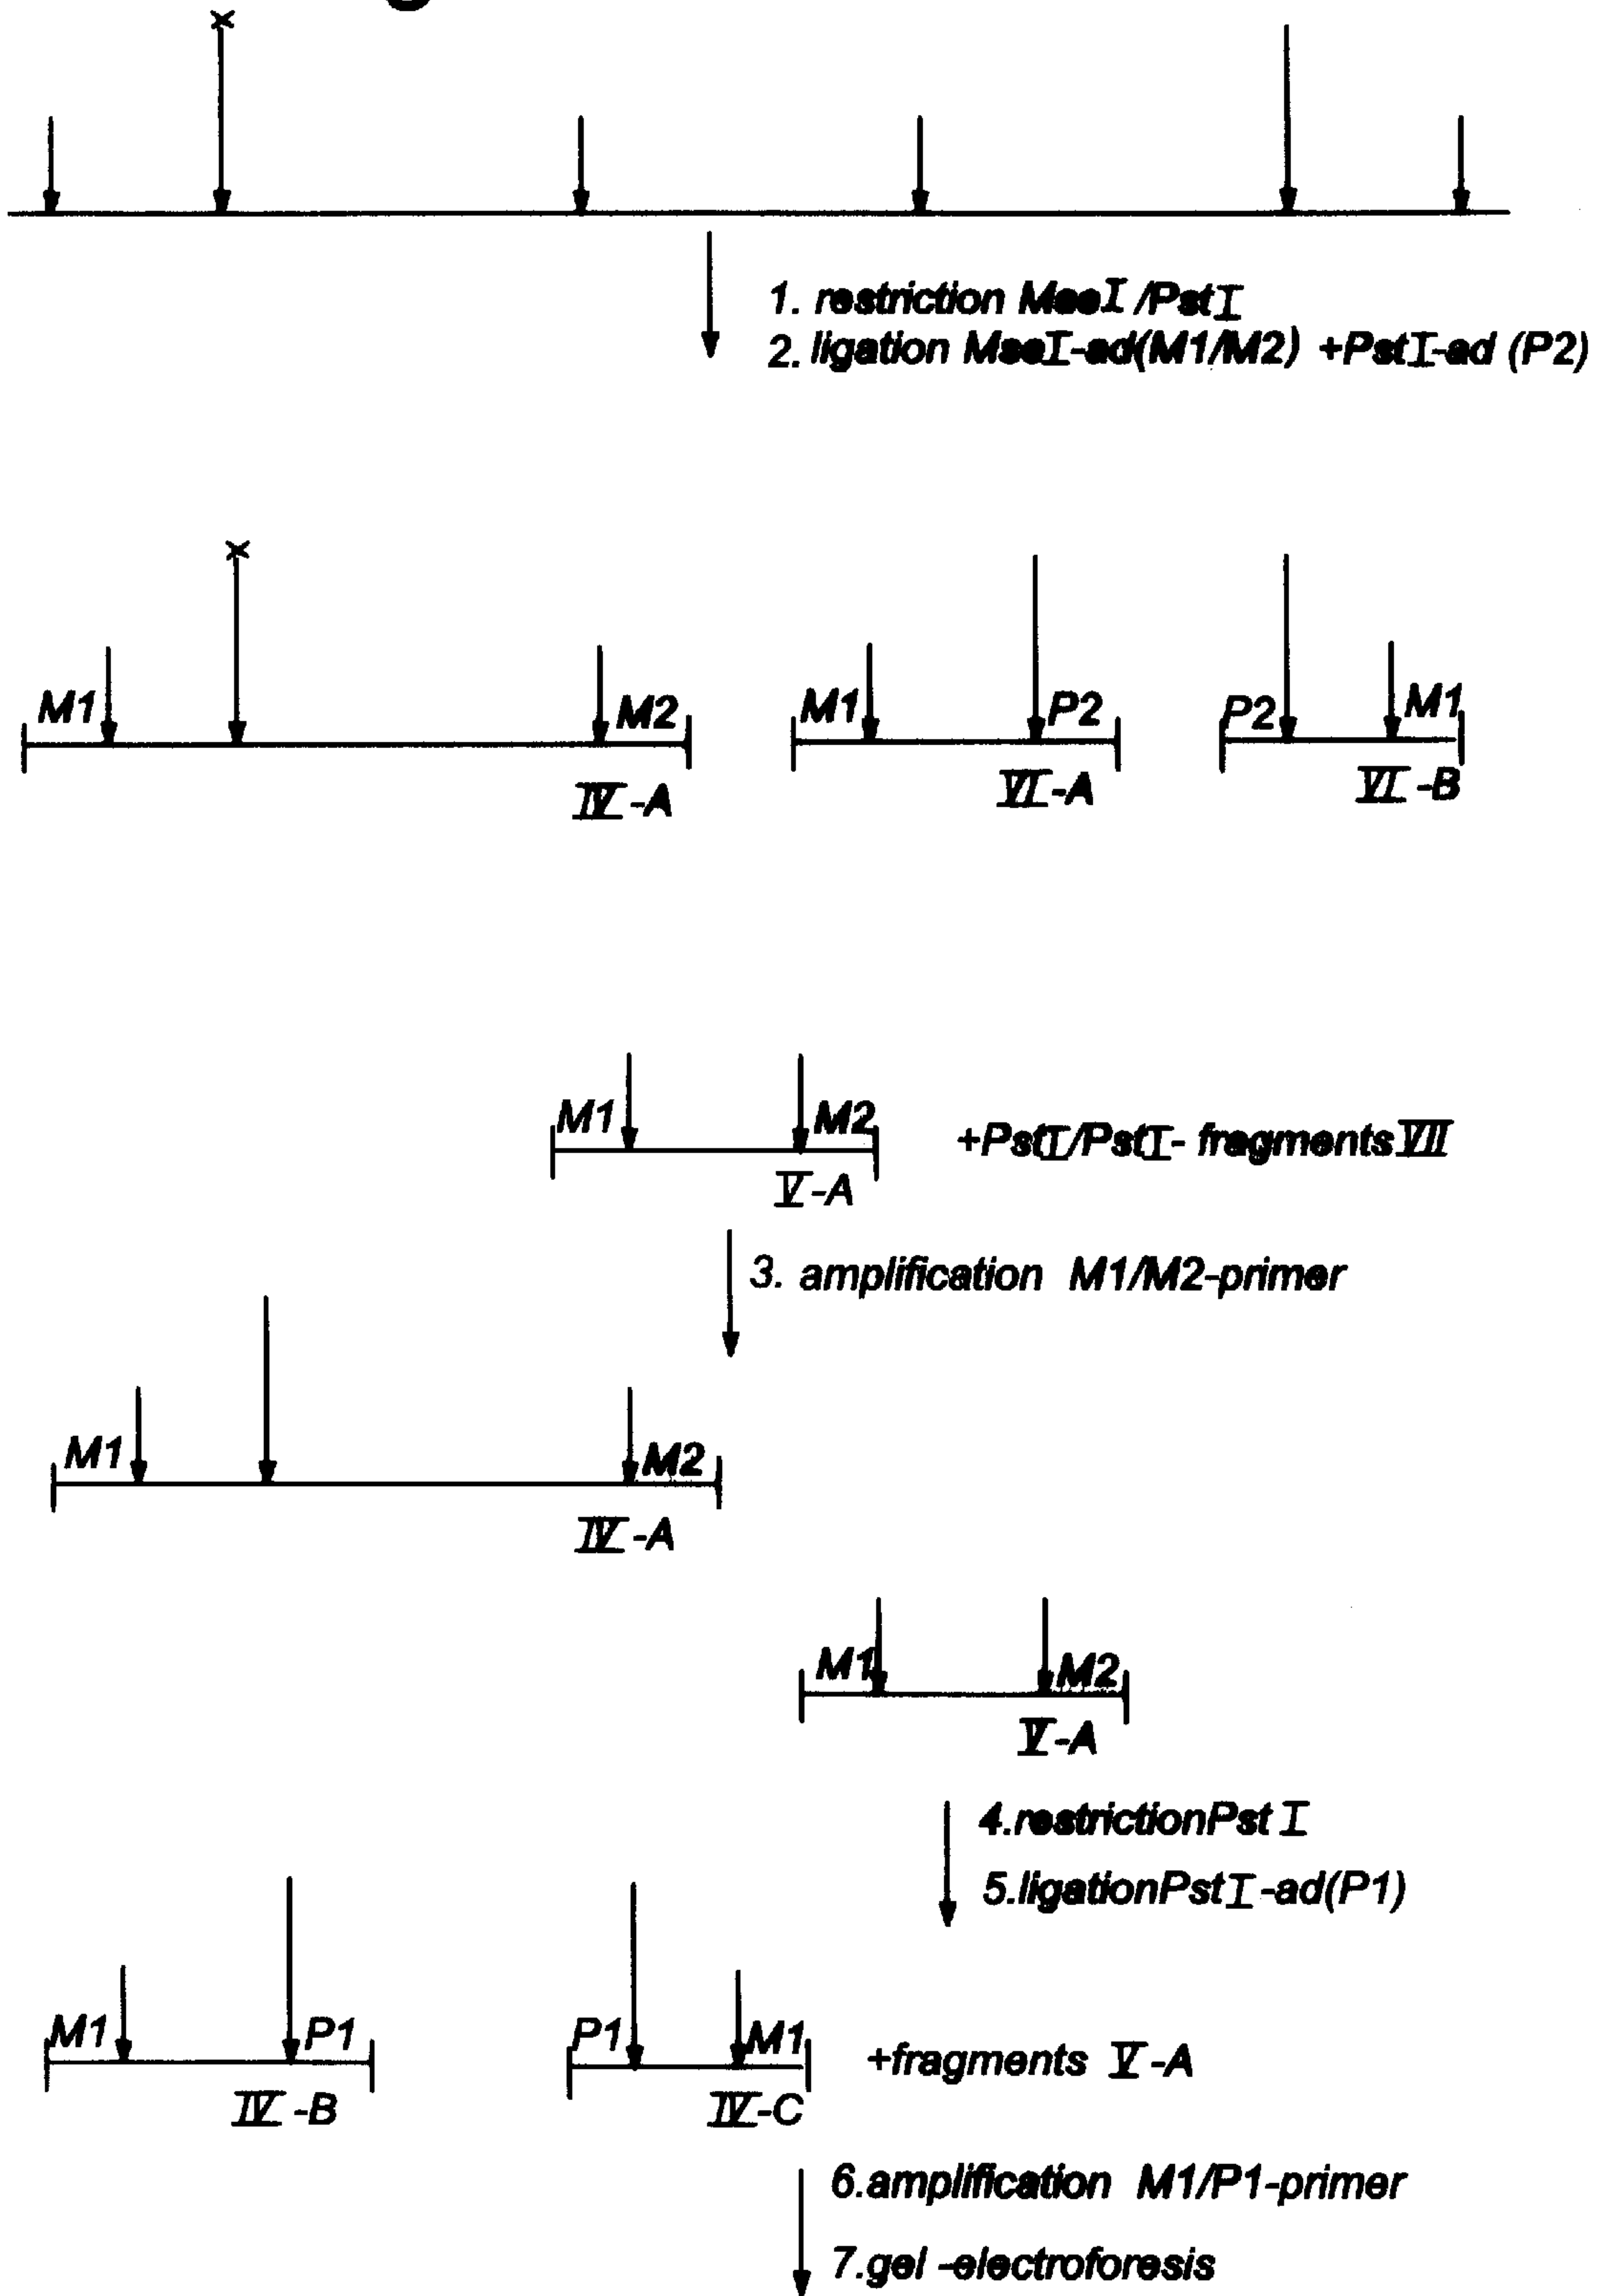 x
1. restriction MseI/PstI
2. ligation MseI-ad(M1/M2) +PstI-ad (P2)
x
M1 M2 M1 P2 P2 M1
IV-A VI-A VI-B
M1 M2 +PstI/PstI- fragments VII
V-A
3. amplification M1/M2-primer
M1 M2
IV-A
M1 M2
V-A
4.restrictionPst I
5.ligationPstI-ad(P1)
M1 P1 P1 M1 +fragments V-A
IV-B IV-C
6.amplification M1/P1-primer
7.gel -electroforesis